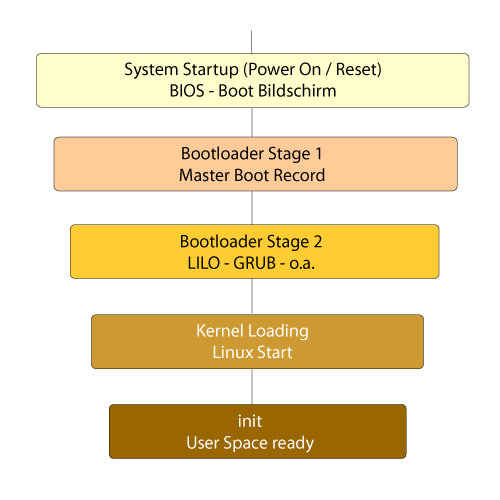 System Startup (Power On / Reset)
BIOS - Boot Bildschirm
Bootloader Stage 1
Master Boot Record
Bootloader Stage 2
LILO - GRUB - o.a.
Kernel Loading
Linux Start
init
User Space ready